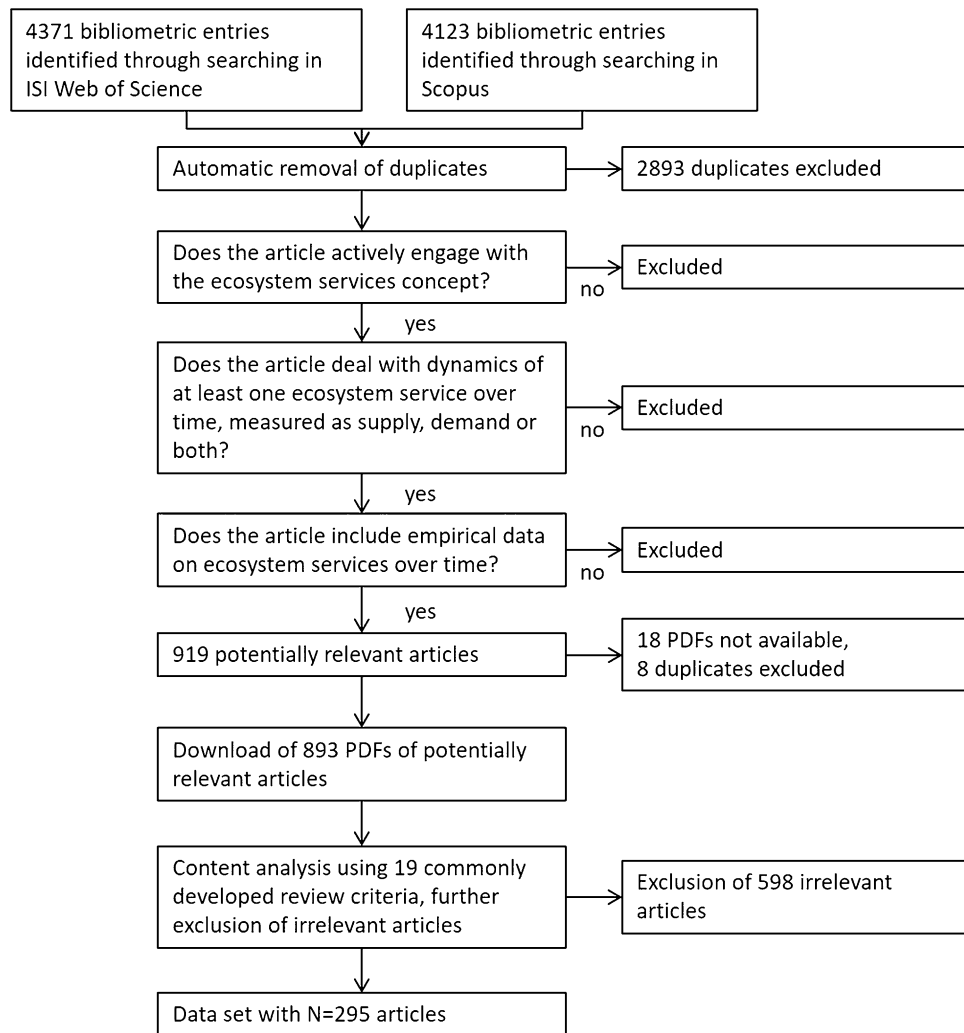 4371 bibliometric entries
identified through searching in
ISI Web of Science
4123 bibliometric entries
identified through searching in
Scopus
Automatic removal of duplicates
2893 duplicates excluded
Does the article actively engage with
the ecosystem services concept?
no
Excluded
yes
Does the article deal with dynamics of
at least one ecosystem service over
time, measured as supply, demand or
both?
no
Excluded
yes
Does the article include empirical data
on ecosystem services over time?
no
Excluded
yes
919 potentially relevant articles
18 PDFs not available,
8 duplicates excluded
Download of 893 PDFs of potentially
relevant articles
Content analysis using 19 commonly
developed review criteria, further
exclusion of irrelevant articles
Exclusion of 598 irrelevant
articles
Data set with N=295 articles